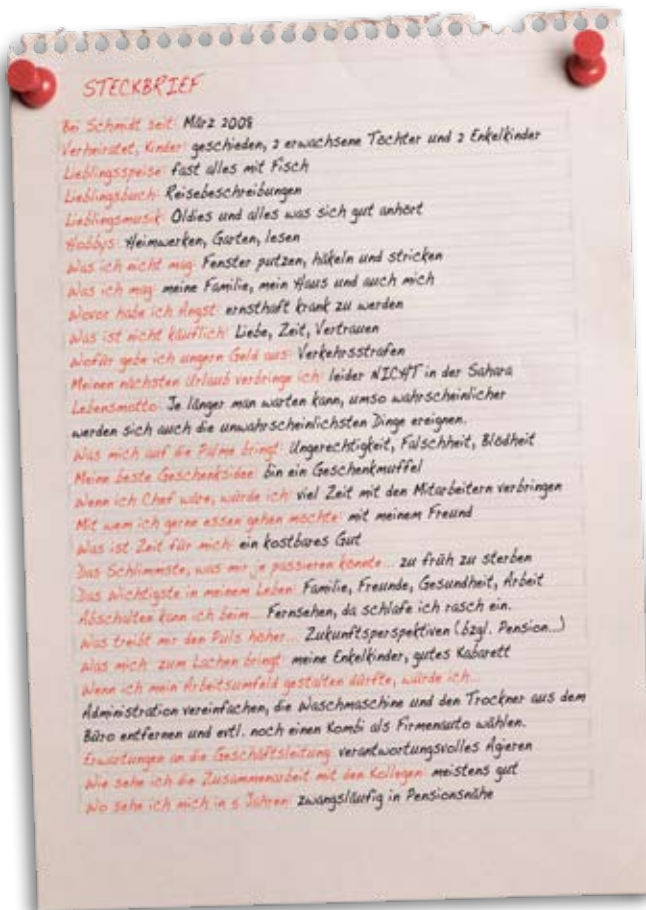 STECKBRIEF
Bei Schmidt seit: März 2008
Verheiratet, Kinder: geschieden, 2 erwachsene Töchter und 2 Enkelkinder
Lieblingsspeise: fast alles mit Fisch
Lieblingsbuch: Reisebeschreibungen
Lieblingsmusik: Oldies und alles was sich gut anhört
Hobbys: Heimwerken, Garten, lesen
Was ich nicht mag: Fenster putzen, häkeln und stricken
Was ich mag: meine Familie, mein Haus und auch mich
Wovor habe ich Angst: ernsthaft krank zu werden
Was ist nicht käuflich: Liebe, Zeit, Vertrauen
Wofür gebe ich ungern Geld aus: Verkehrsstrafen
Meinen nächsten Urlaub verbringe ich: leider NICHT in der Sahara
Lebensmotto: Je länger man warten kann, umso wahrscheinlicher
werden sich auch die unwahrscheinlichsten Dinge ereignen.
Was mich auf die Palme bringt: Ungerechtigkeit, Falschheit, Blödheit
Meine beste Geschenksidee: bin ein Geschenkmuffel
Wenn ich Chef wäre, würde ich: viel Zeit mit den Mitarbeitern verbringen
Mit wem ich gerne essen gehen möchte: mit meinem Freund
Was ist Zeit für mich: ein kostbares Gut
Das Schlimmste, was mir je passieren könnte... zu früh zu sterben
Das Wichtigste in meinem Leben: Familie, Freunde, Gesundheit, Arbeit
Abschalten kann ich beim... Fernsehen, da schlafe ich rasch ein.
Was treibt mir den Puls höher... Zukunftsperspektiven (bzgl. Pension...)
Was mich zum Lachen bringt: meine Enkelkinder, gutes Kabarett
Wenn ich mein Arbeitsumfeld gestalten dürfte, würde ich...
Administration vereinfachen, die Waschmaschine und den Trockner aus dem
Büro entfernen und evtl. noch einen Kombi als Firmenauto wählen.
Erwartungen an die Geschäftsleitung: verantwortungsvolles Agieren
Wie sehe ich die Zusammenarbeit mit den Kollegen: meistens gut
Wo sehe ich mich in 5 Jahren: zwangsläufig in Pensionsnähe